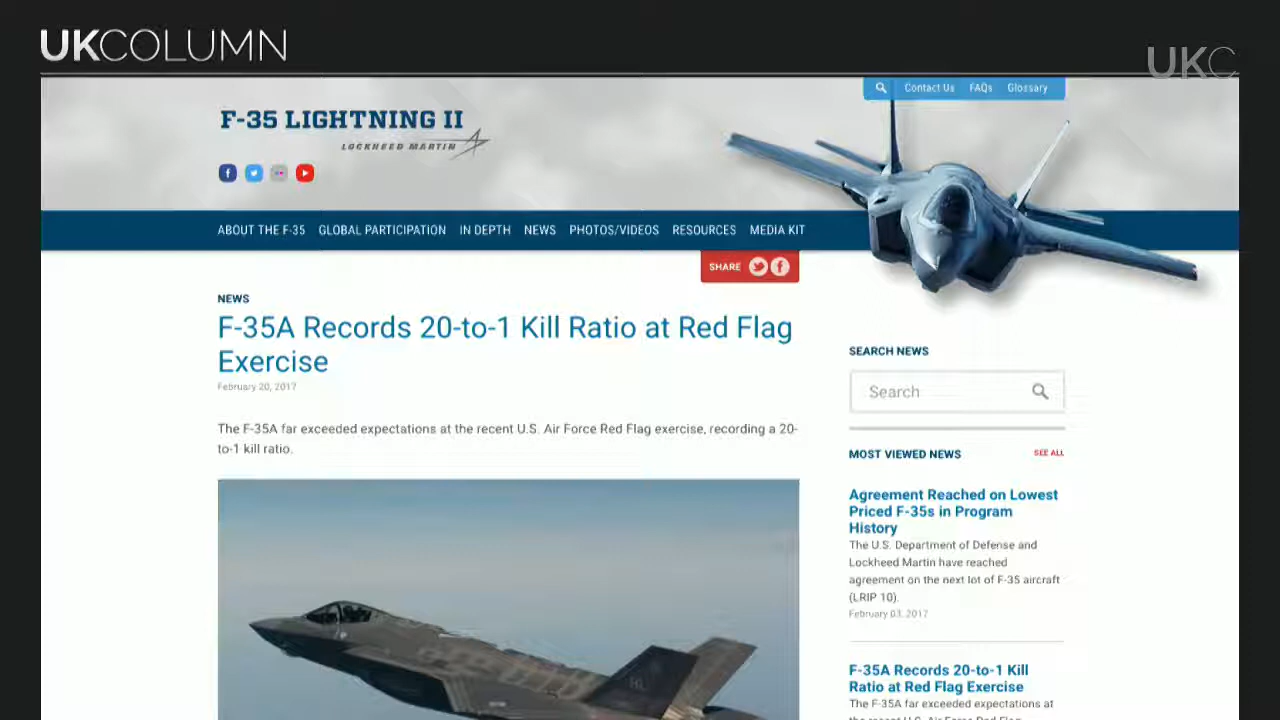 UKCOLUMN
UKC
Contact Us FAQs Glossary
F-35 LIGHTNING II
LOCKHEED MARTIN
ABOUT THE F-35 GLOBAL PARTICIPATION IN DEPTH NEWS PHOTOS/VIDEOS RESOURCES MEDIA KIT
SHARE
NEWS
F-35A Records 20-to-1 Kill Ratio at Red Flag
Exercise
February 20, 2017
The F-35A far exceeded expectations at the recent U.S. Air Force Red Flag exercise, recording a 20-
to-1 kill ratio.
SEARCH NEWS
Search
MOST VIEWED NEWS SEE ALL
Agreement Reached on Lowest
Priced F-35s in Program
History
The U.S. Department of Defense and
Lockheed Martin have reached
agreement on the next lot of F-35 aircraft
(LRIP 10).
February 03, 2017
F-35A Records 20-to-1 Kill
Ratio at Red Flag Exercise
The F-35A far exceeded expectations at
the recent U.S. Air Force Red Flag